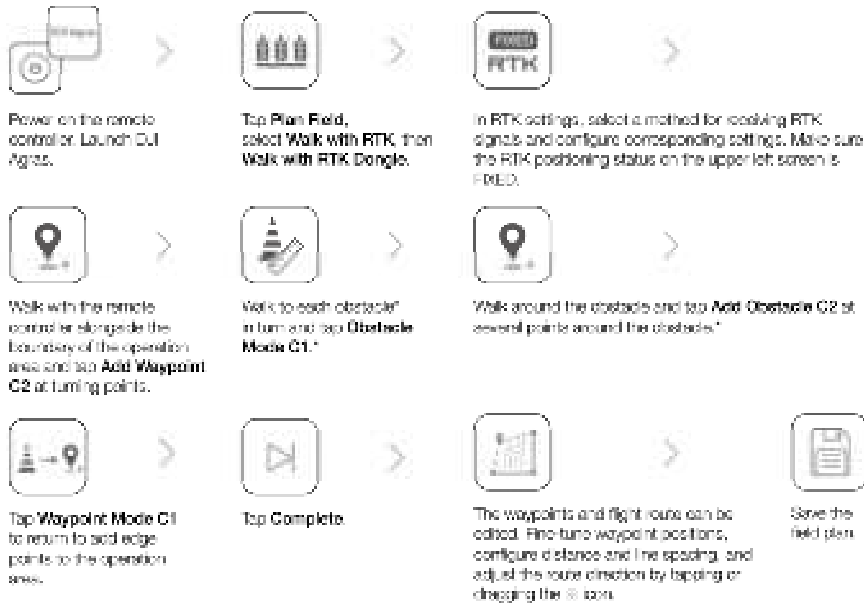 Power on the remote
controller. Launch DJI
Agras.
Tap Plan Field,
select Walk with RTK, then
Walk with RTK Dongle.
FIXED
RTK
In RTK settings, select a method for receiving RTK
signals and configure corresponding settings. Make sure
the RTK positioning status on the upper left screen is
FIXED.
Walk with the remote
controller alongside the
boundary of the operation
area and tap Add Waypoint
C2 at turning points.
Walk to each obstacle*
in turn and tap Obstacle
Mode C1.*
Walk around the obstacle and tap Add Obstacle C2 at
several points around the obstacle.*
Tap Waypoint Mode C1
to return to add edge
points to the operation
area.
Tap Complete.
The waypoints and flight route can be
edited. Fine-tune waypoint positions,
configure distance and line spacing, and
adjust the route direction by tapping or
dragging the icon.
Save the
field plan.